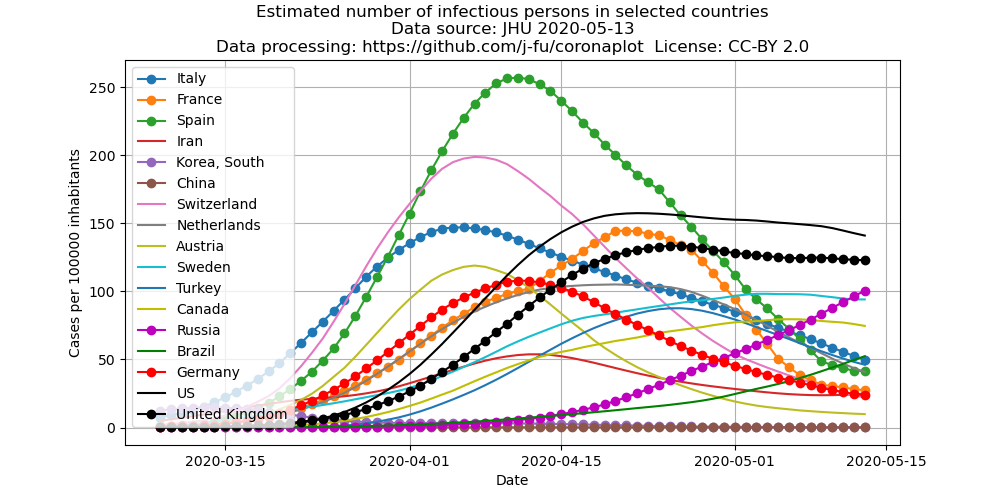 Estimated number of infectious persons in selected countries
Data source: JHU 2020-05-13
Data processing: https://github.com/j-fu/coronaplot  License: CC-BY 2.0
Cases per 100000 inhabitants
250
200
150
100
50
0
Italy
France
Spain
Iran
Korea, South
China
Switzerland
Netherlands
Austria
Sweden
Turkey
Canada
Russia
Brazil
Germany
US
United Kingdom
2020-03-15 2020-04-01 2020-04-15 2020-05-01 2020-05-15
Date